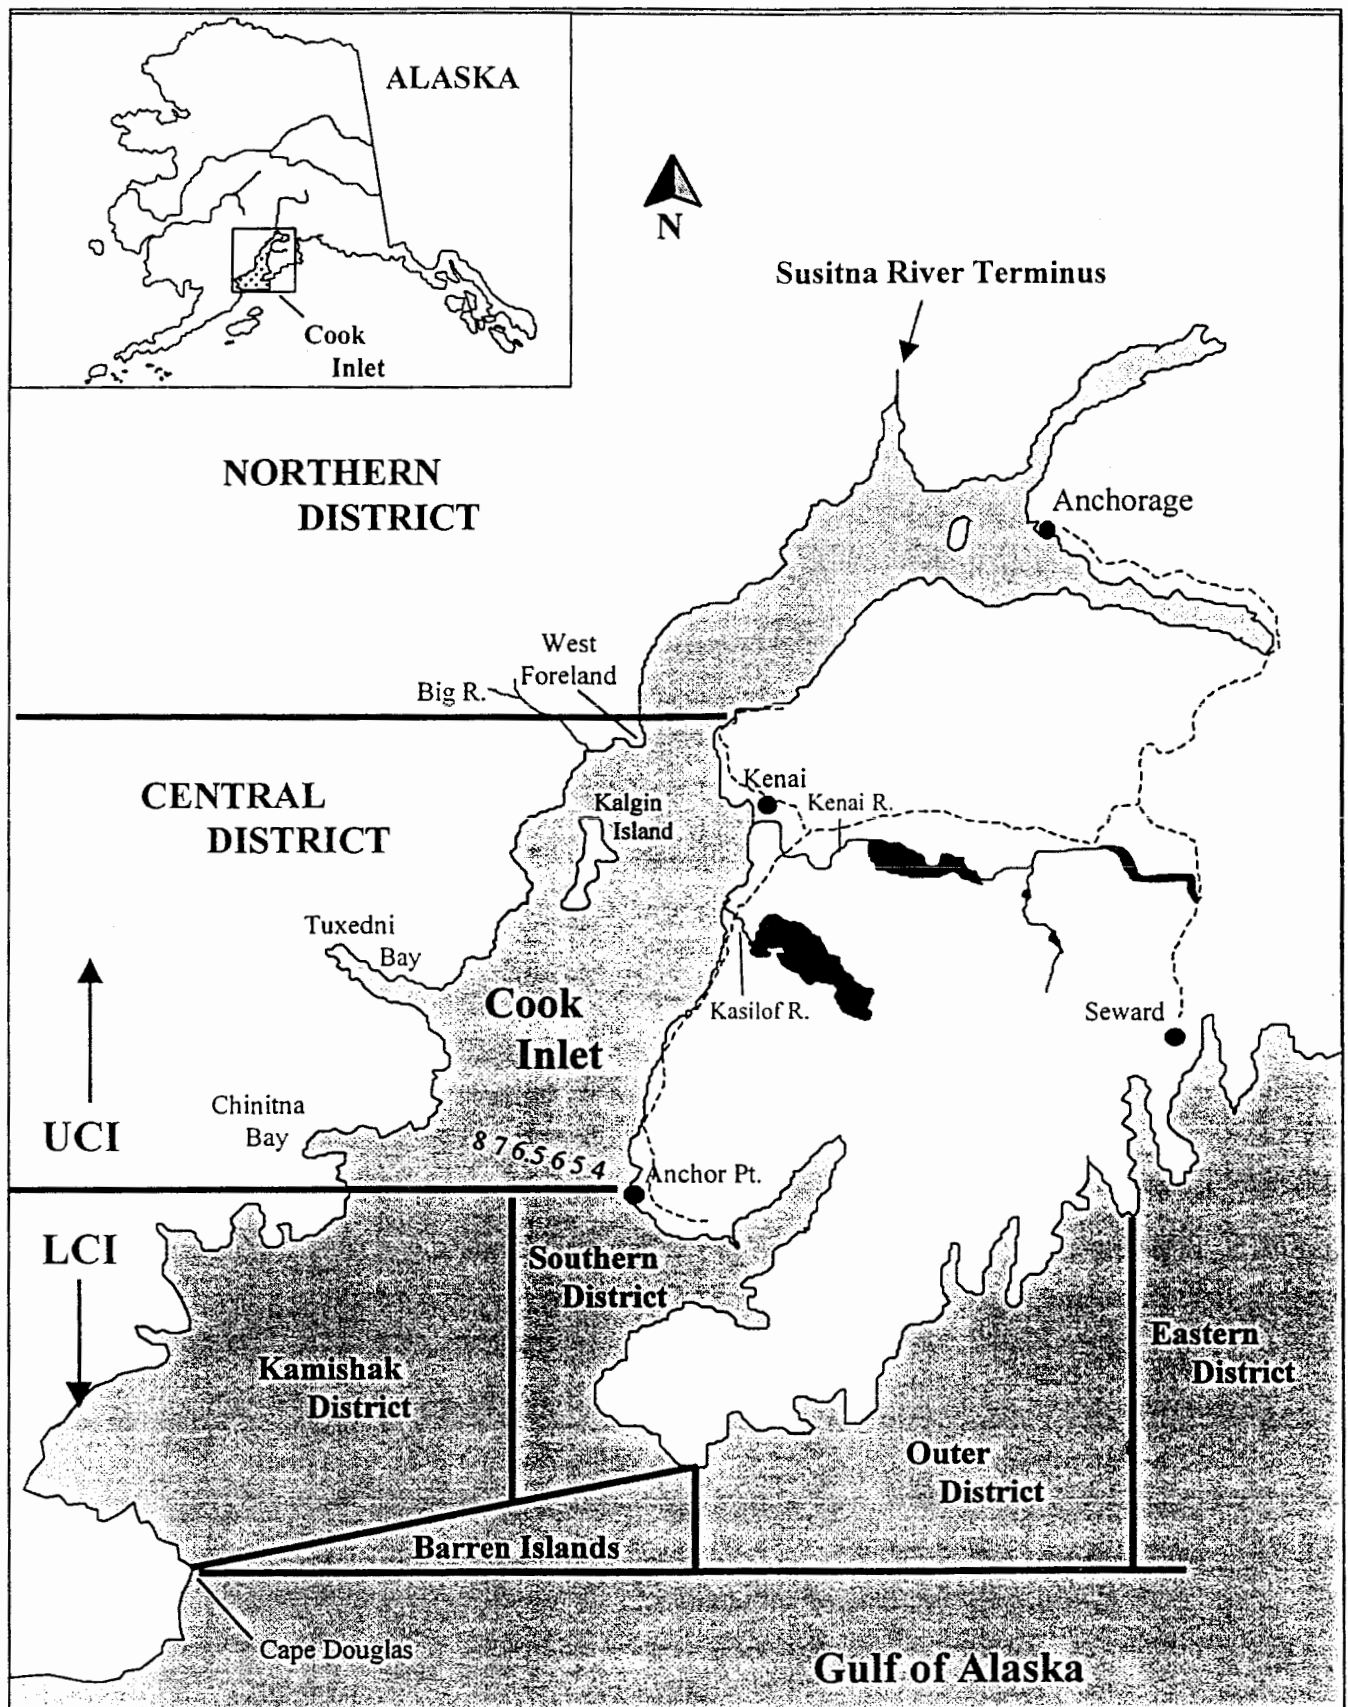 ALASKA
Cook
Inlet
N
Susitna River Terminus
NORTHERN
DISTRICT
Anchorage
West
Foreland
Big R.
CENTRAL
DISTRICT
Kenai
Kenai R.
Kalgin
Island
Tuxedni
Bay
Cook
Inlet
Kasilof R.
Seward
UCI
Chinitna
Bay
8 7 6.5 6 5 4
Anchor Pt.
LCI
Southern
District
Kamishak
District
Eastern
District
Outer
District
Barren Islands
Cape Douglas
Gulf of Alaska